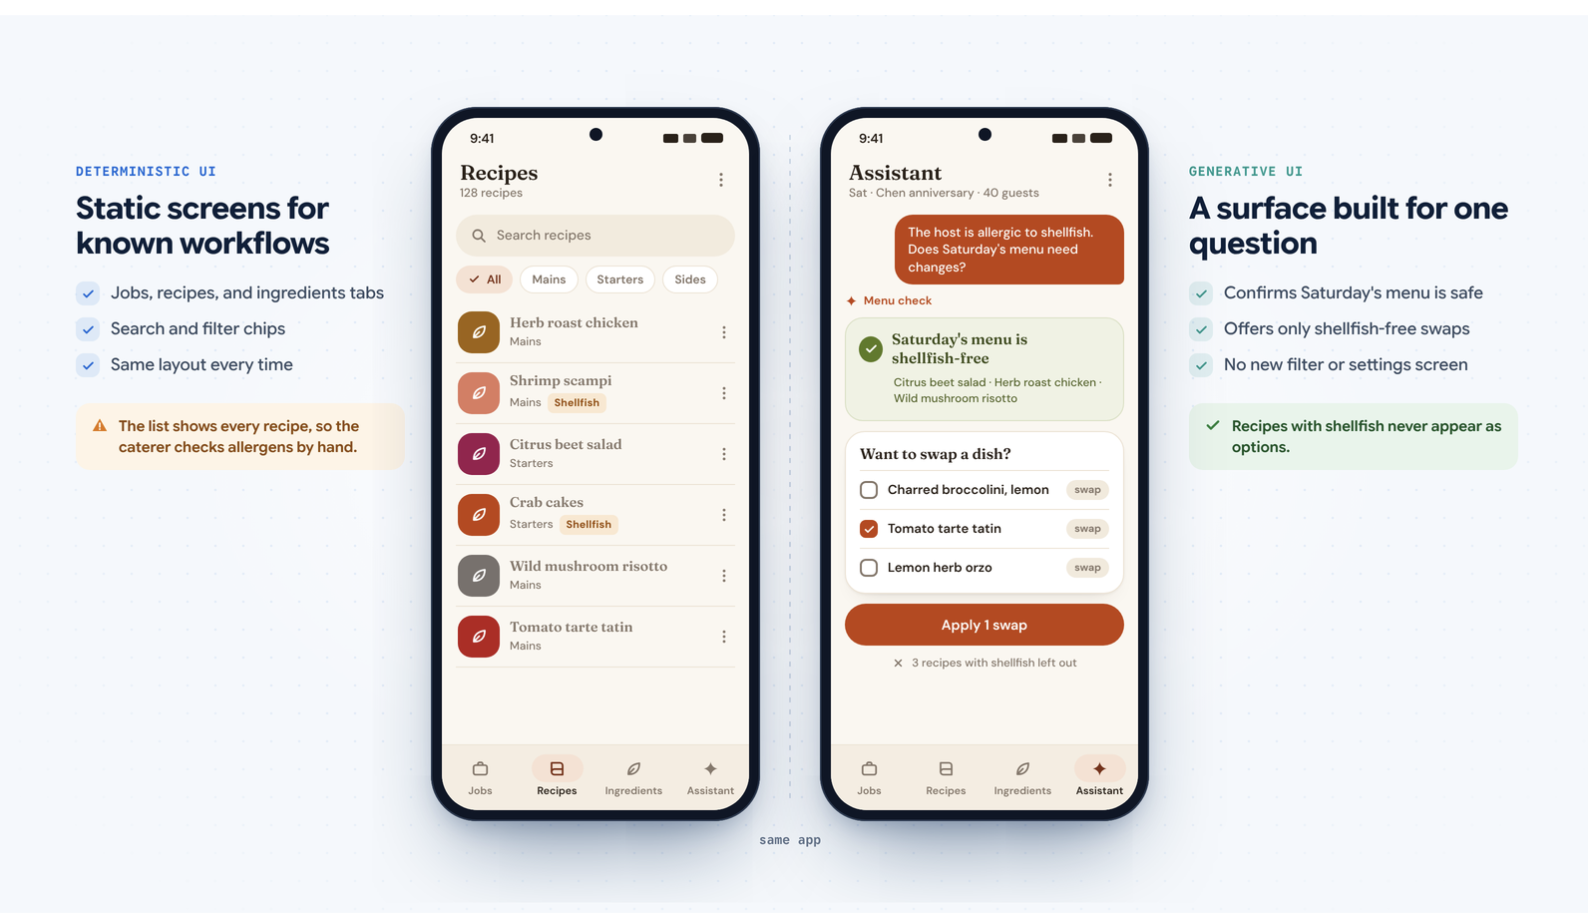 DETERMINISTIC UI
Static screens for
known workflows
Jobs, recipes, and ingredients tabs
Search and filter chips
Same layout every time
The list shows every recipe, so the
caterer checks allergens by hand.
9:41
Recipes
128 recipes
Search recipes
All Mains Starters Sides
Herb roast chicken
Mains
Shrimp scampi
Mains Shellfish
Citrus beet salad
Starters
Crab cakes
Starters Shellfish
Wild mushroom risotto
Mains
Tomato tarte tatin
Mains
Jobs Recipes Ingredients Assistant
9:41
Assistant
Sat · Chen anniversary · 40 guests
The host is allergic to shellfish.
Does Saturday's menu need
changes?
Menu check
Saturday's menu is
shellfish-free
Citrus beet salad · Herb roast chicken ·
Wild mushroom risotto
Want to swap a dish?
Charred broccolini, lemon swap
Tomato tarte tatin swap
Lemon herb orzo swap
Apply 1 swap
3 recipes with shellfish left out
Jobs Recipes Ingredients Assistant
same app
GENERATIVE UI
A surface built for one
question
Confirms Saturday's menu is safe
Offers only shellfish-free swaps
No new filter or settings screen
Recipes with shellfish never appear as
options.